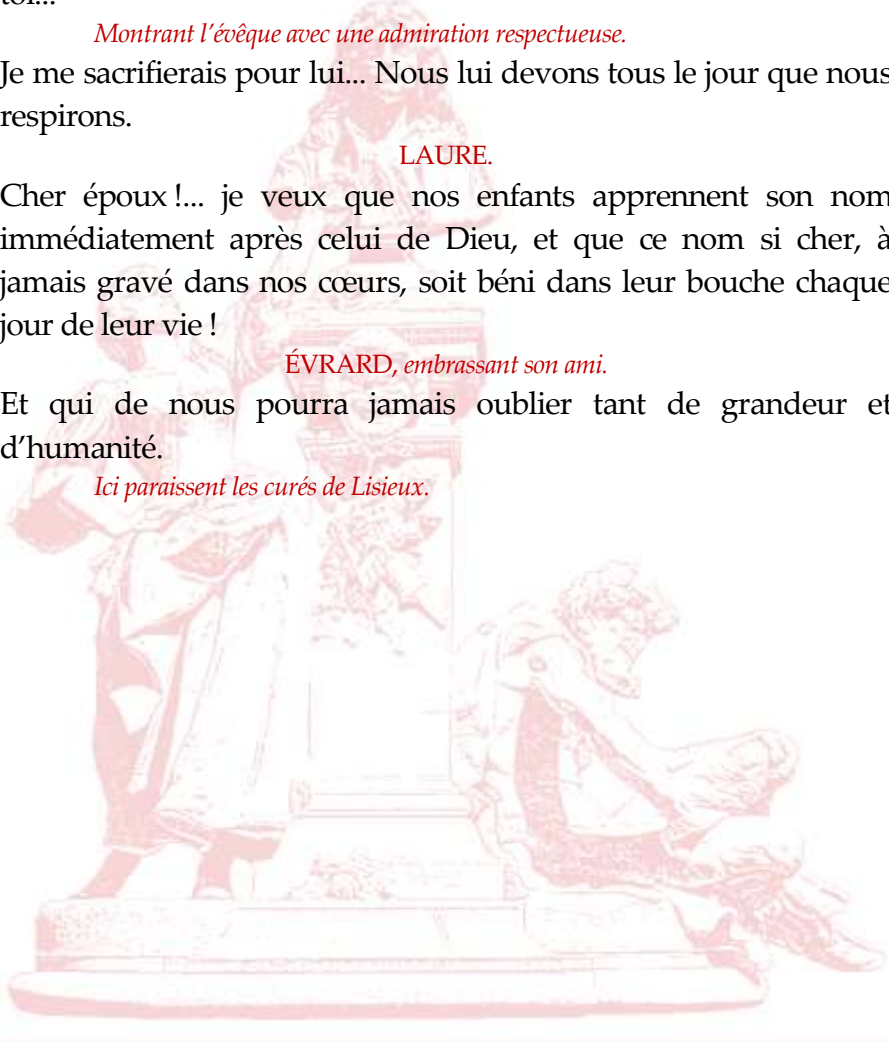 toi...
Montrant l'évêque avec une admiration respectueuse.
Je me sacrifierais pour lui... Nous lui devons tous le jour que nous
respirons.
LAURE.
Cher époux !... je veux que nos enfants apprennent son nom
immédiatement après celui de Dieu, et que ce nom si cher, à
jamais gravé dans nos cœurs, soit béni dans leur bouche chaque
jour de leur vie !
ÉVRARD, embrassant son ami.
Et qui de nous pourra jamais oublier tant de grandeur et
d'humanité.
Ici paraissent les curés de Lisieux.